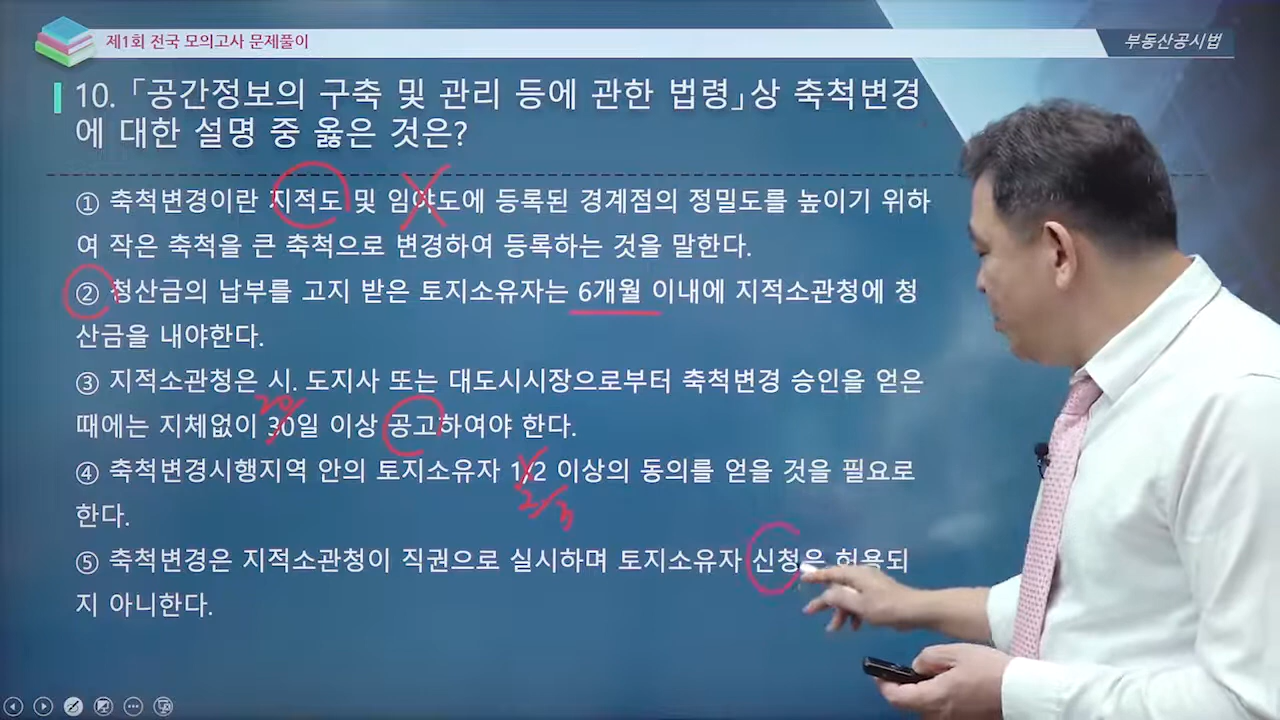 제1회 전국 모의고사 문제풀이
부동산공시법
10. 「공간정보의 구축 및 관리 등에 관한 법령」상 축척변경
에 대한 설명 중 옳은 것은?
① 축척변경이란 지적도 및 임야도에 등록된 경계점의 정밀도를 높이기 위하
여 작은 축척을 큰 축척으로 변경하여 등록하는 것을 말한다.
② 청산금의 납부를 고지 받은 토지소유자는 6개월 이내에 지적소관청에 청
산금을 내야한다.
③ 지적소관청은 시. 도지사 또는 대도시시장으로부터 축척변경 승인을 얻은
20
때에는 지체없이 30일 이상 공고하여야 한다.
④ 축척변경시행지역 안의 토지소유자 1/2 이상의 동의를 얻을 것을 필요로
2/3
한다.
⑤ 축척변경은 지적소관청이 직권으로 실시하며 토지소유자 신청은 허용되
지 아니한다.